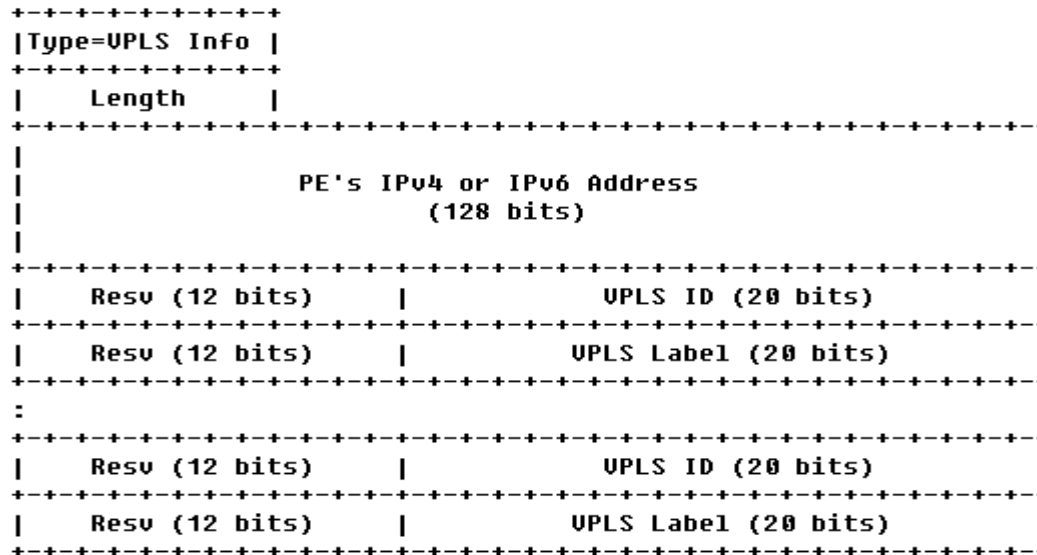 +-+-+-+-+-+-+-+-+
|Type=VPLS Info |
+-+-+-+-+-+-+-+-+
|    Length     |
+-+-+-+-+-+-+-+-+-+-+-+-+-+-+-+-+-+-+-+-+-+-+-+-+-+-+-+-+-+-+-+-
|
|                 PE's IPv4 or IPv6 Address
|                         (128 bits)
|
+-+-+-+-+-+-+-+-+-+-+-+-+-+-+-+-+-+-+-+-+-+-+-+-+-+-+-+-+-+-+-+-
|    Resv (12 bits)     |            VPLS ID (20 bits)
+-+-+-+-+-+-+-+-+-+-+-+-+-+-+-+-+-+-+-+-+-+-+-+-+-+-+-+-+-+-+-+-
|    Resv (12 bits)     |          VPLS Label (20 bits)
+-+-+-+-+-+-+-+-+-+-+-+-+-+-+-+-+-+-+-+-+-+-+-+-+-+-+-+-+-+-+-+-
:
+-+-+-+-+-+-+-+-+-+-+-+-+-+-+-+-+-+-+-+-+-+-+-+-+-+-+-+-+-+-+-+-
|    Resv (12 bits)     |            VPLS ID (20 bits)
+-+-+-+-+-+-+-+-+-+-+-+-+-+-+-+-+-+-+-+-+-+-+-+-+-+-+-+-+-+-+-+-
|    Resv (12 bits)     |          VPLS Label (20 bits)
+-+-+-+-+-+-+-+-+-+-+-+-+-+-+-+-+-+-+-+-+-+-+-+-+-+-+-+-+-+-+-+-